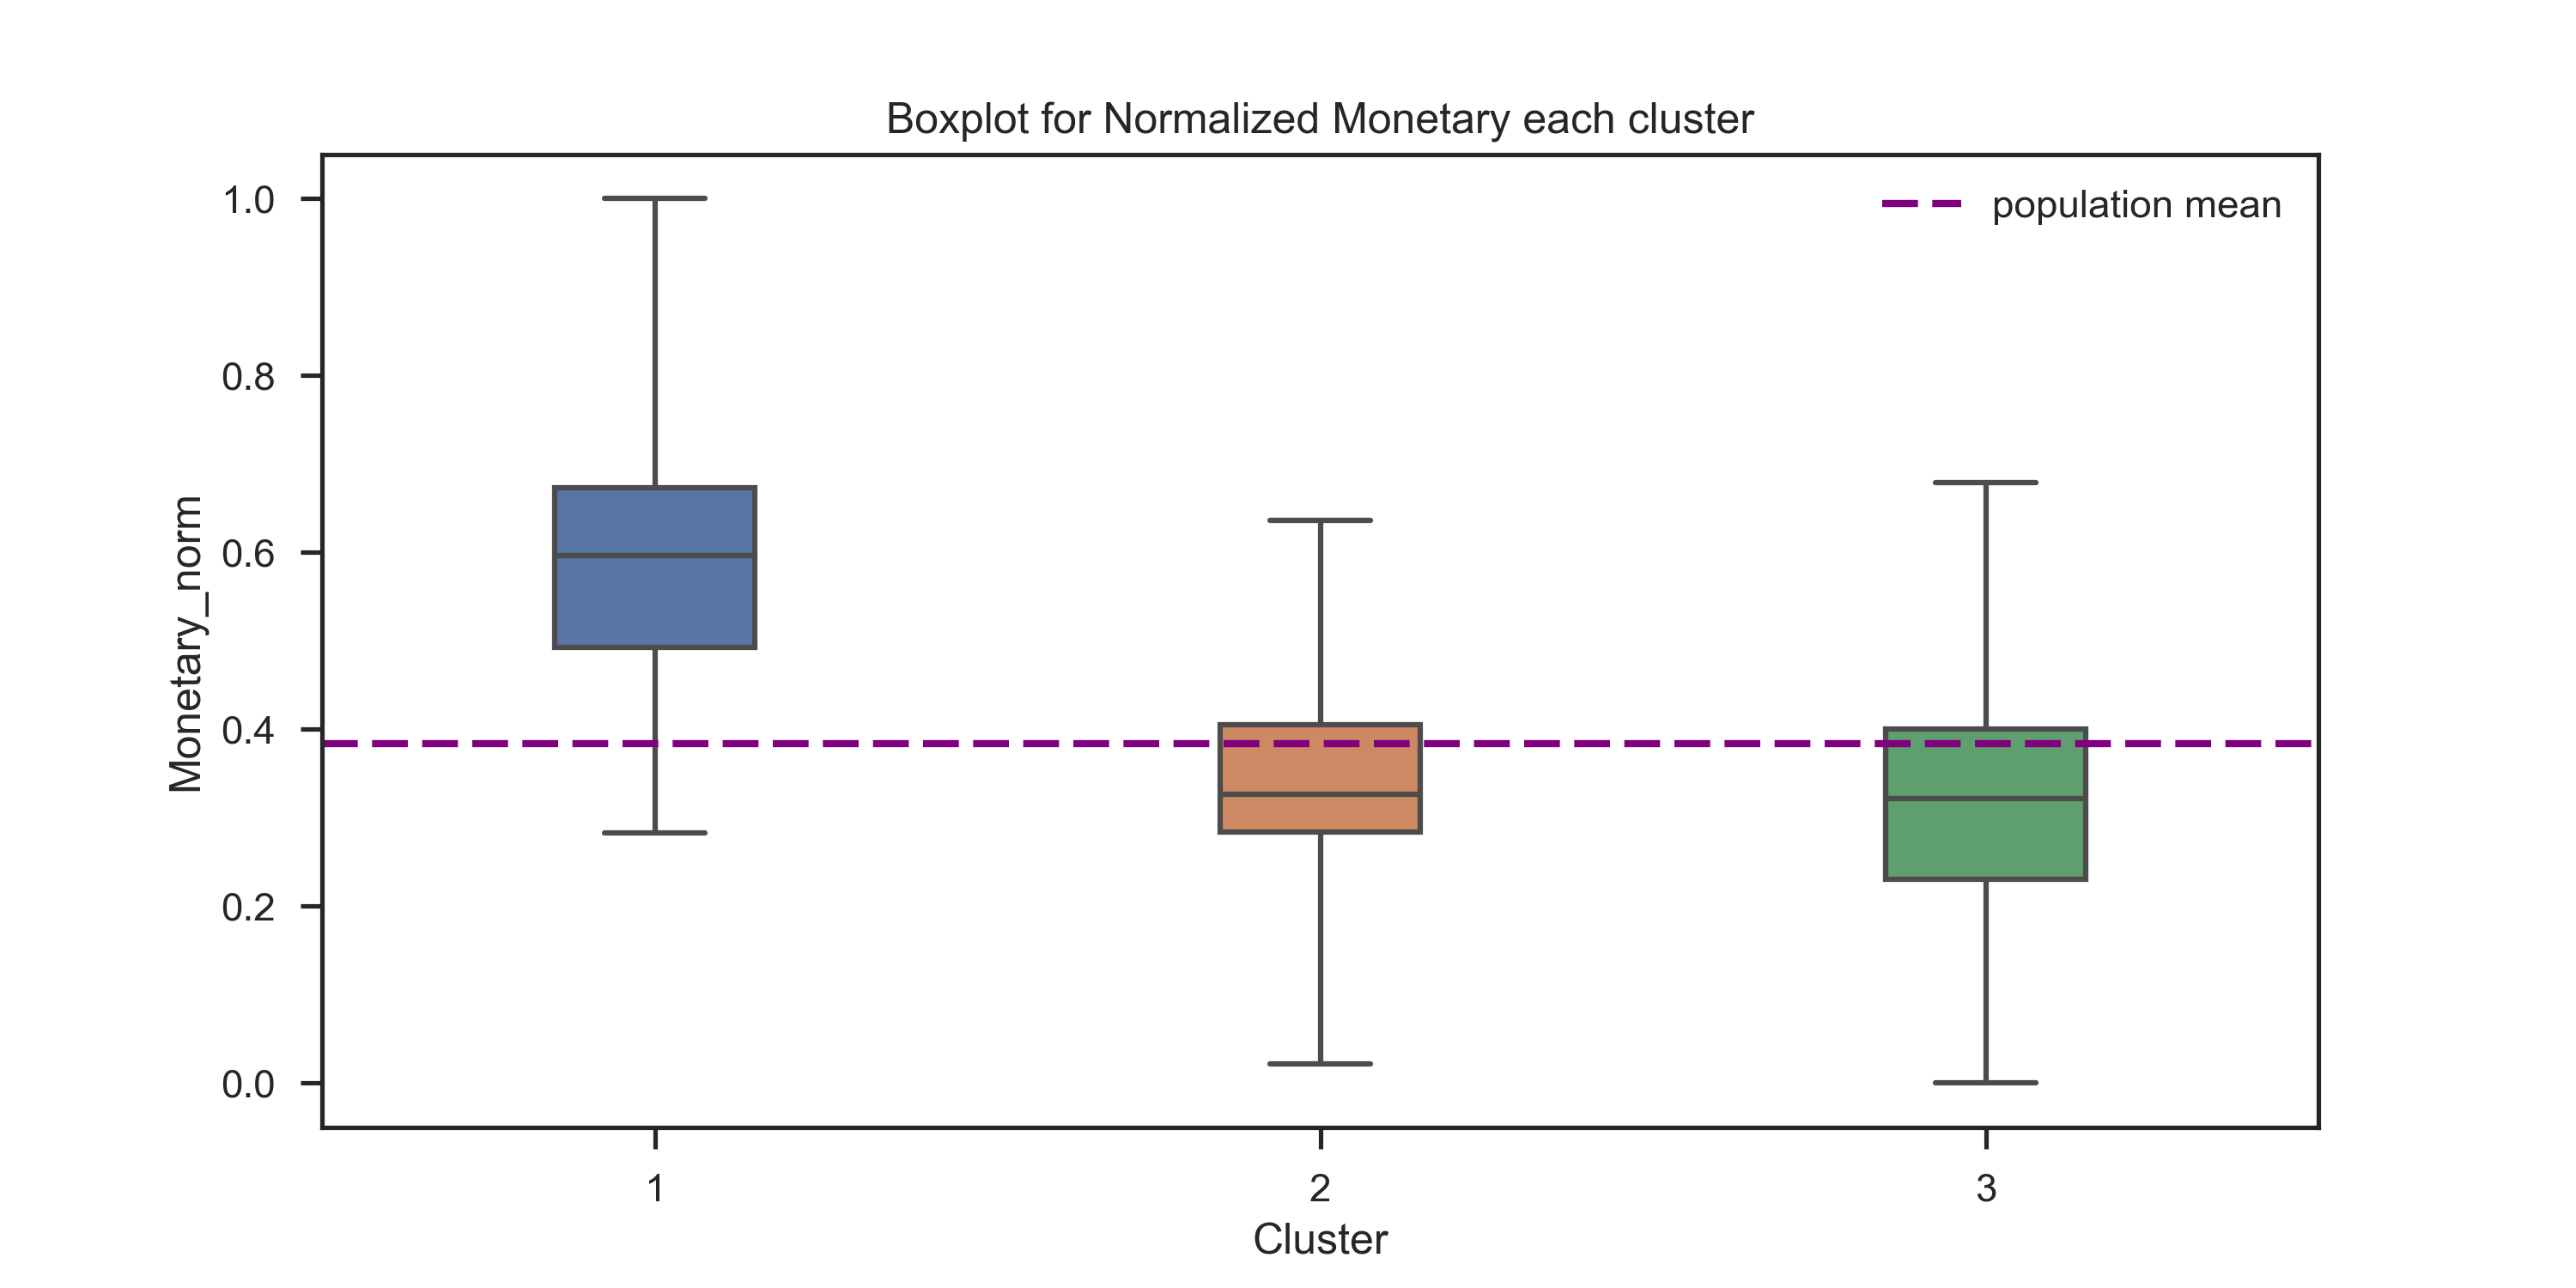 Boxplot for Normalized Monetary each cluster
population mean
Monetary_norm
1.0
0.8
0.6
0.4
0.2
0.0
1
2
3
Cluster